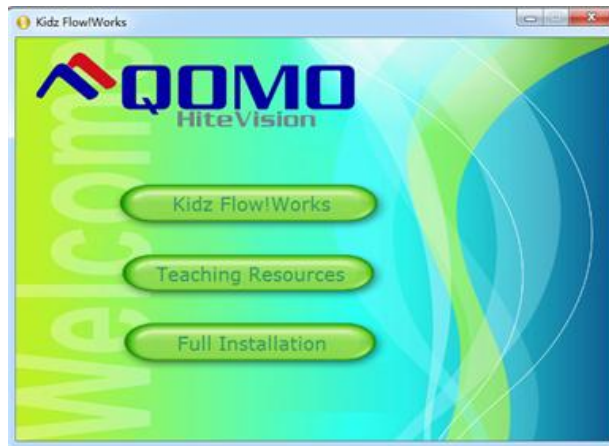 Kidz Flow!Works
QOMO
HiteVision
Welcome
Kidz Flow!Works
Teaching Resources
Full Installation